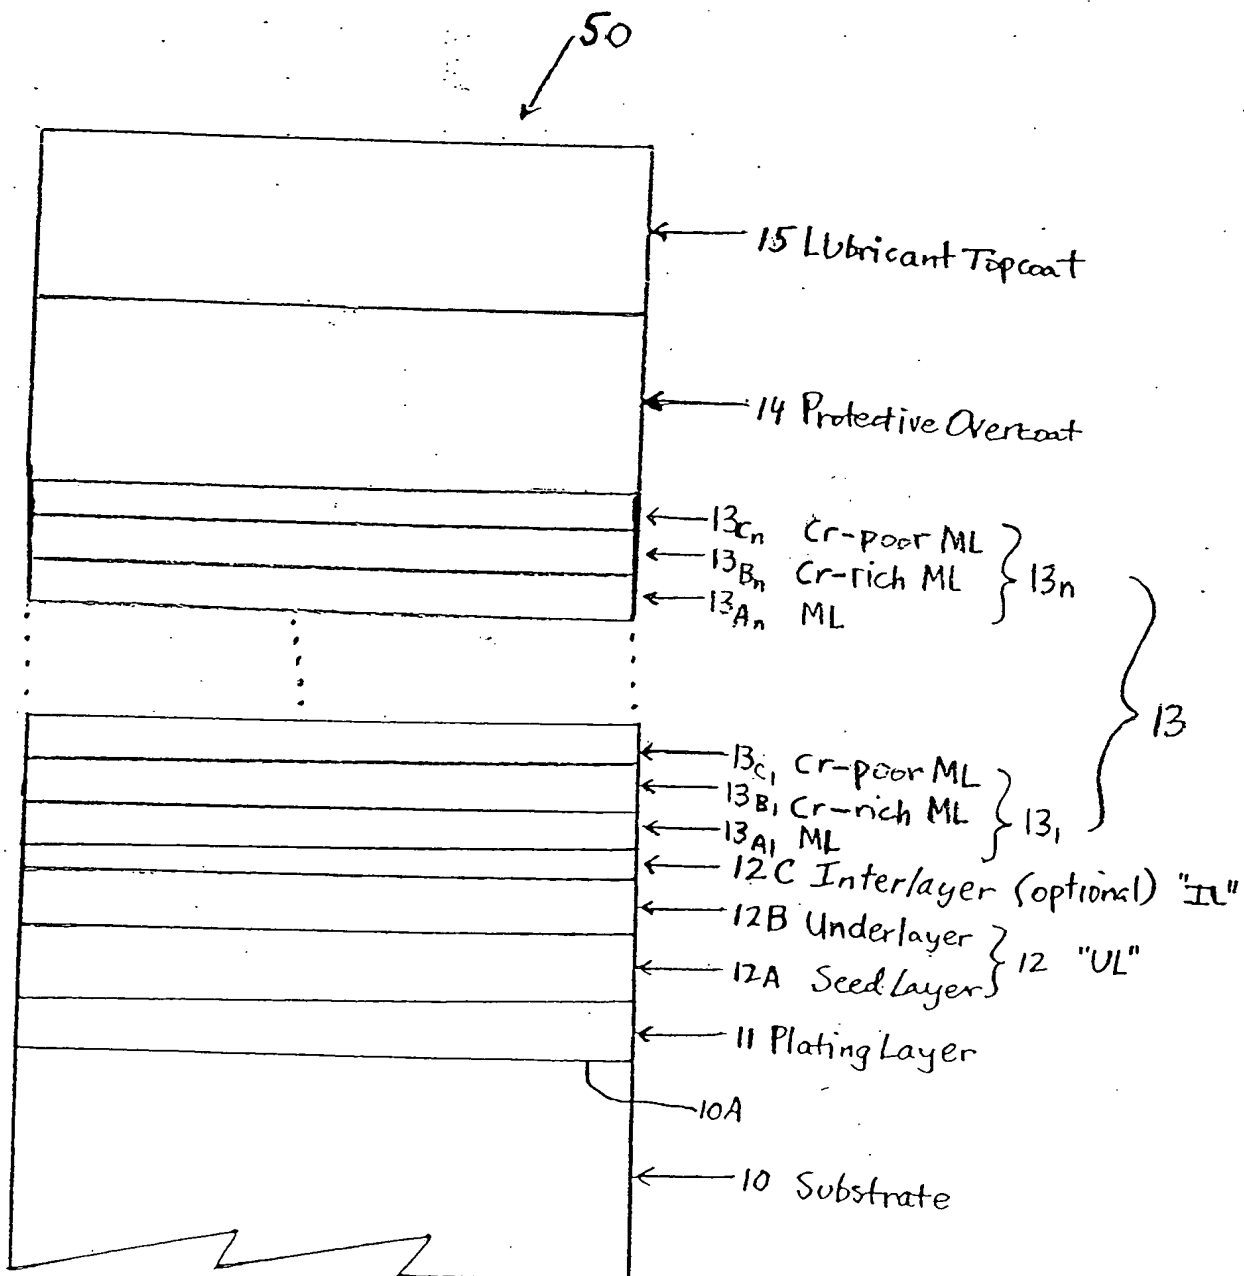 50
15 Lubricant Topcoat
14 Protective Overcoat
13Cn Cr-poor ML
13Bn Cr-rich ML
13An ML
13n
13
13C1 Cr-poor ML
13B1 Cr-rich ML
13A1 ML
131
12C Interlayer (optional) "IL"
12B Underlayer
12A Seed Layer
12 "UL"
11 Plating Layer
10A
10 Substrate